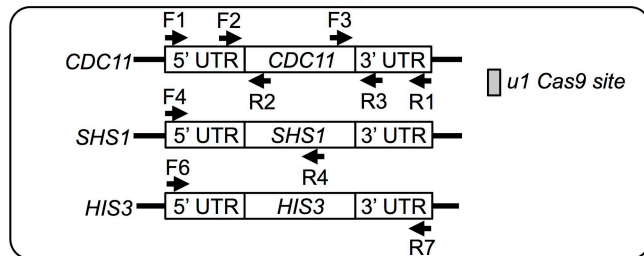 F1 F2 F3
CDC11 5' UTR CDC11 3' UTR
R2 R3 R1
u1 Cas9 site
F4
SHS1 5' UTR SHS1 3' UTR
R4
F6
HIS3 5' UTR HIS3 3' UTR
R7